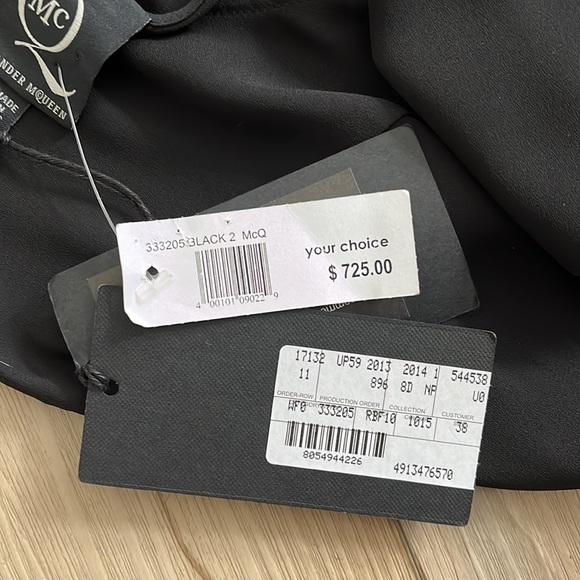 McQ
NDER MCQUEEN
MADE
333205 BLACK 2 McQ
your choice
$ 725.00
4 00101 09022 9
17132 UP59 2013 2014 1 544538
11 896 8D NP U0
ORDER-ROW PRODUCTION ORDER COLLECTION CUSTOMER
WF0 333205 RBF10 1015 38
8054944226
4913476570